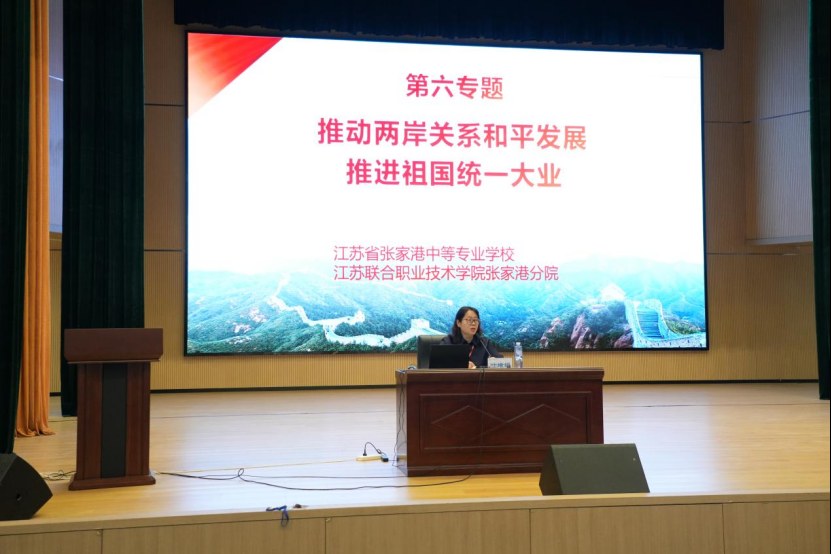 第六专题
推动两岸关系和平发展
推进祖国统一大业
江苏省张家港中等专业学校
江苏联合职业技术学院张家港分院